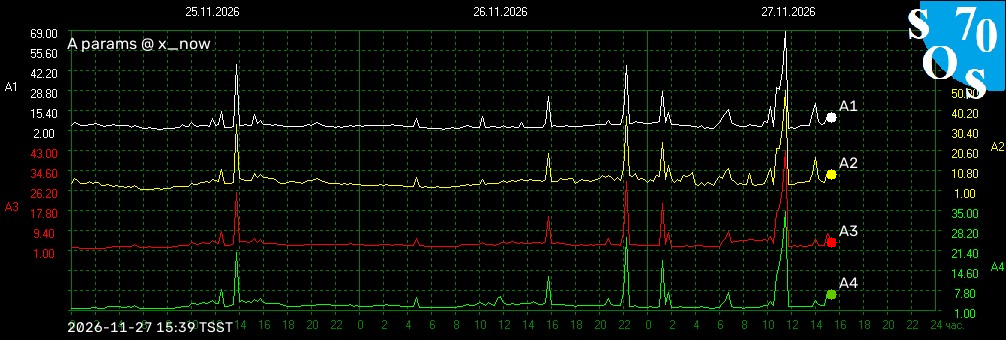 25.11.2026 26.11.2026 27.11.2026
A params @ x_now
69.00
55.60
42.20
28.80
15.40
2.00
A1
43.00
34.60
26.20
17.80
9.40
1.00
A3
50.00
40.20
30.40
20.60
10.80
1.00
A2
35.00
28.20
21.40
14.60
7.80
1.00
A4
A1
A2
A3
A4
2026-11-27 15:39 TSST
14 16 18 20 22 0 2 4 6 8 10 12 14 16 18 20 22 0 2 4 6 8 10 12 14 16 18 20 22 24 час.
SOS 70